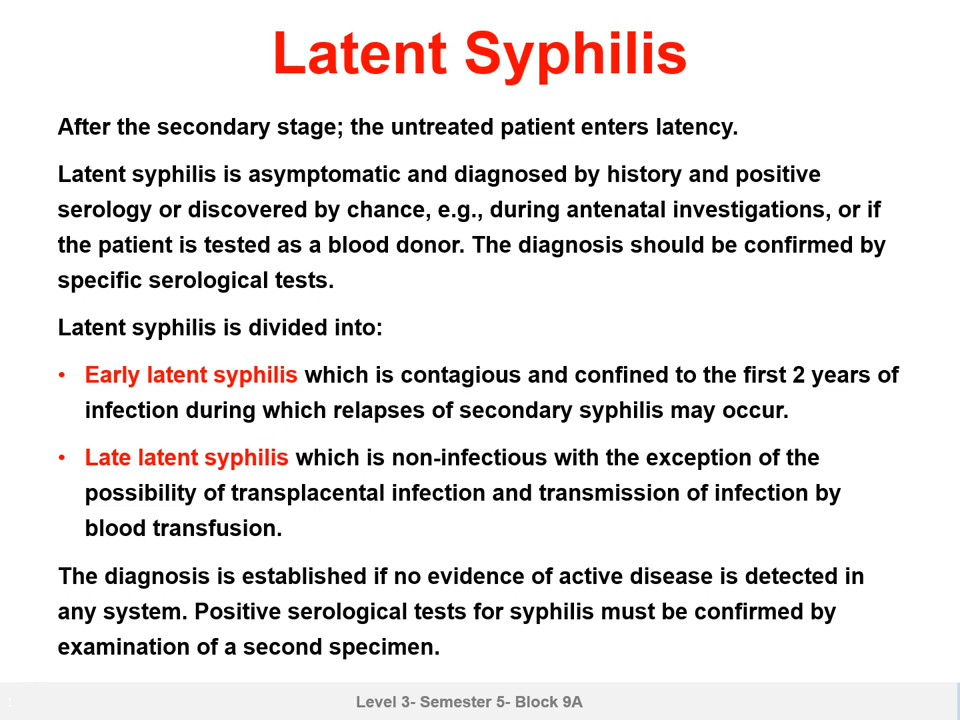 Latent Syphilis
After the secondary stage; the untreated patient enters latency.
Latent syphilis is asymptomatic and diagnosed by history and positive
serology or discovered by chance, e.g., during antenatal investigations, or if
the patient is tested as a blood donor. The diagnosis should be confirmed by
specific serological tests.
Latent syphilis is divided into:
• Early latent syphilis which is contagious and confined to the first 2 years of
infection during which relapses of secondary syphilis may occur.
• Late latent syphilis which is non-infectious with the exception of the
possibility of transplacental infection and transmission of infection by
blood transfusion.
The diagnosis is established if no evidence of active disease is detected in
any system. Positive serological tests for syphilis must be confirmed by
examination of a second specimen.
Level 3- Semester 5- Block 9A